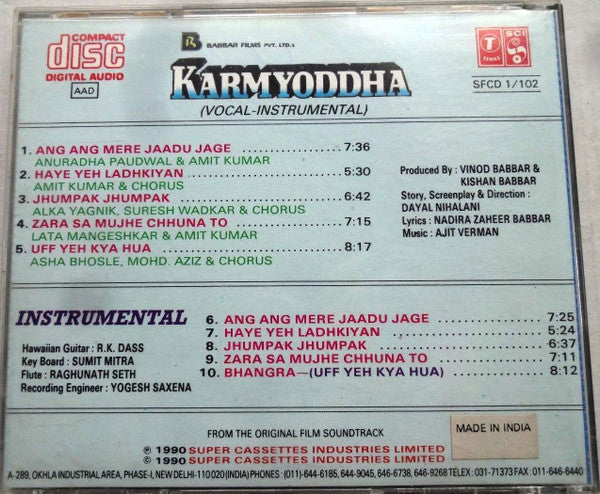 COMPACT
disc
DIGITAL AUDIO
AAD
BABBAR FILMS PVT. LTD.'s
KARMYODDHA
(VOCAL-INSTRUMENTAL)
T
SERIES
SCI
SFCD 1/102
1. ANG ANG MERE JAADU JAGE 7:36
ANURADHA PAUDWAL & AMIT KUMAR
2. HAYE YEH LADHKIYAN 5:30
AMIT KUMAR & CHORUS
3. JHUMPAK JHUMPAK 6:42
ALKA YAGNIK, SURESH WADKAR & CHORUS
4. ZARA SA MUJHE CHHUNA TO 7:15
LATA MANGESHKAR & AMIT KUMAR
5. UFF YEH KYA HUA 8:17
ASHA BHOSLE, MOHD. AZIZ & CHORUS
Produced By : VINOD BABBAR &
KISHAN BABBAR
Story, Screenplay & Direction :
DAYAL NIHALANI
Lyrics : NADIRA ZAHEER BABBAR
Music : AJIT VERMAN
INSTRUMENTAL
Hawaiian Guitar : R.K. DASS
Key Board : SUMIT MITRA
Flute : RAGHUNATH SETH
Recording Engineer : YOGESH SAXENA
6. ANG ANG MERE JAADU JAGE 7:25
7. HAYE YEH LADHKIYAN 5:24
8. JHUMPAK JHUMPAK 6:37
9. ZARA SA MUJHE CHHUNA TO 7:11
10. BHANGRA—(UFF YEH KYA HUA) 8:12
MADE IN INDIA
FROM THE ORIGINAL FILM SOUNDTRACK
℗ 1990 SUPER CASSETTES INDUSTRIES LIMITED
© 1990 SUPER CASSETTES INDUSTRIES LIMITED
A-289, OKHLA INDUSTRIAL AREA, PHASE-I, NEW DELHI-110 020 (INDIA) PHONES : (011)-644-6185, 644-9045, 646-6738, 646-9268 TELEX : 031-71373 FAX : 011-646-6440